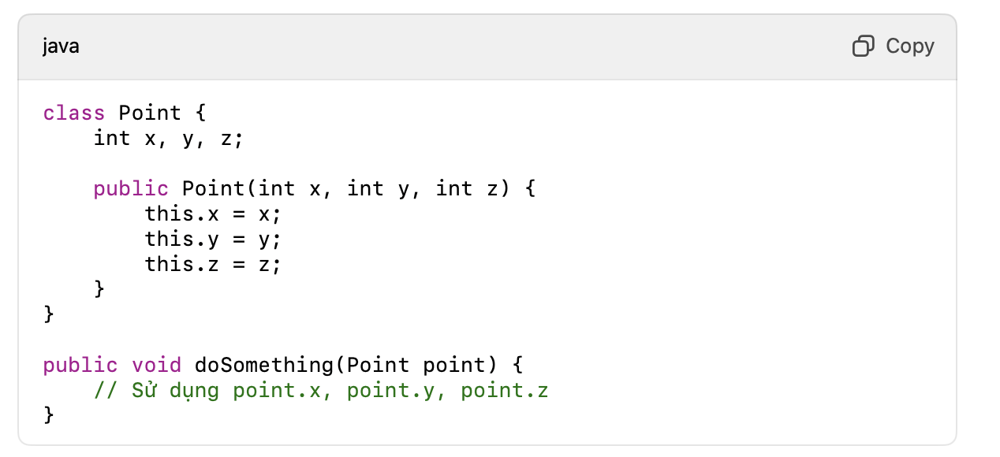 java
Copy
class Point {
    int x, y, z;

    public Point(int x, int y, int z) {
        this.x = x;
        this.y = y;
        this.z = z;
    }
}

public void doSomething(Point point) {
    // Sử dụng point.x, point.y, point.z
}